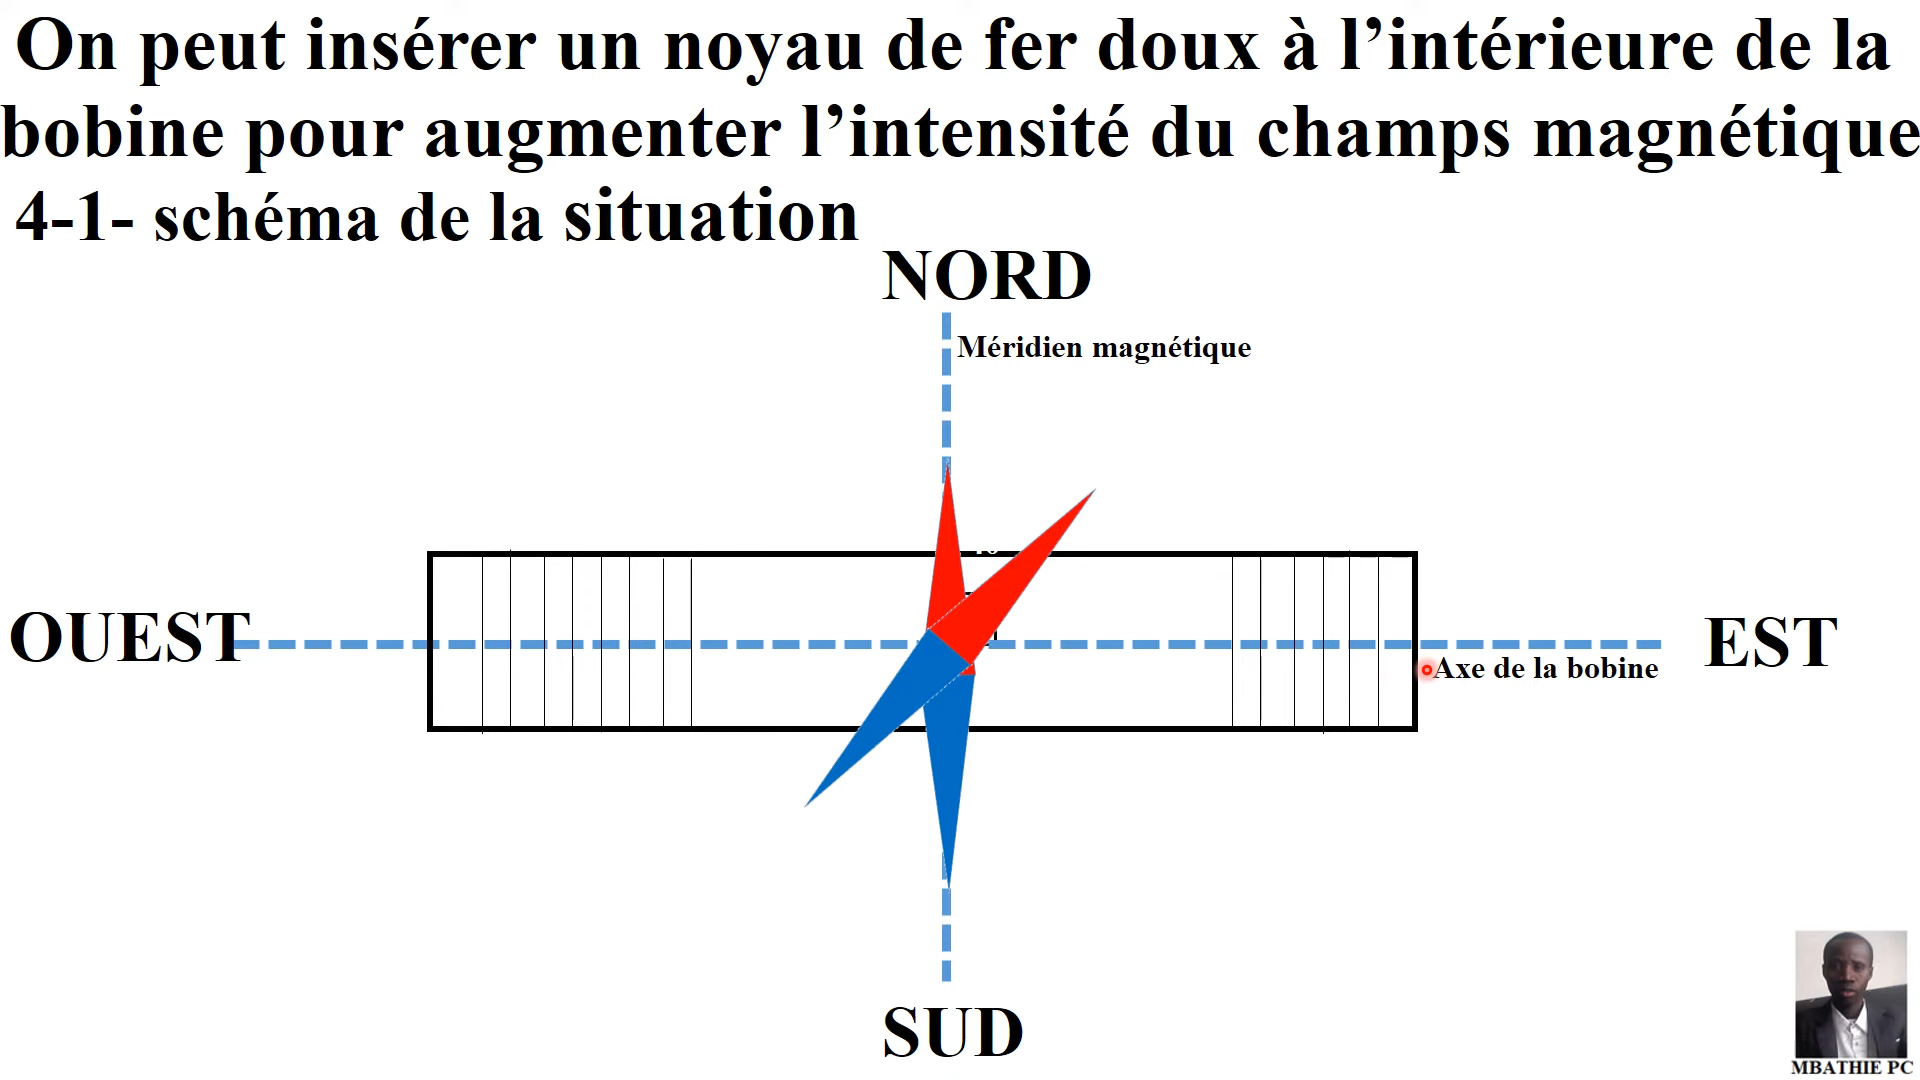 On peut insérer un noyau de fer doux à l’intérieure de la
bobine pour augmenter l’intensité du champs magnétique
4-1- schéma de la situation
NORD
Méridien magnétique
OUEST
EST
Axe de la bobine
SUD
MBATHIE PC